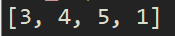 [3, 4, 5, 1]